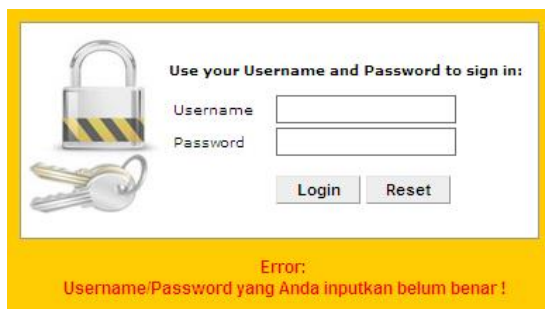 Use your Username and Password to sign in:
Username
Password
Login Reset
Error:
Username/Password yang Anda inputkan belum benar !